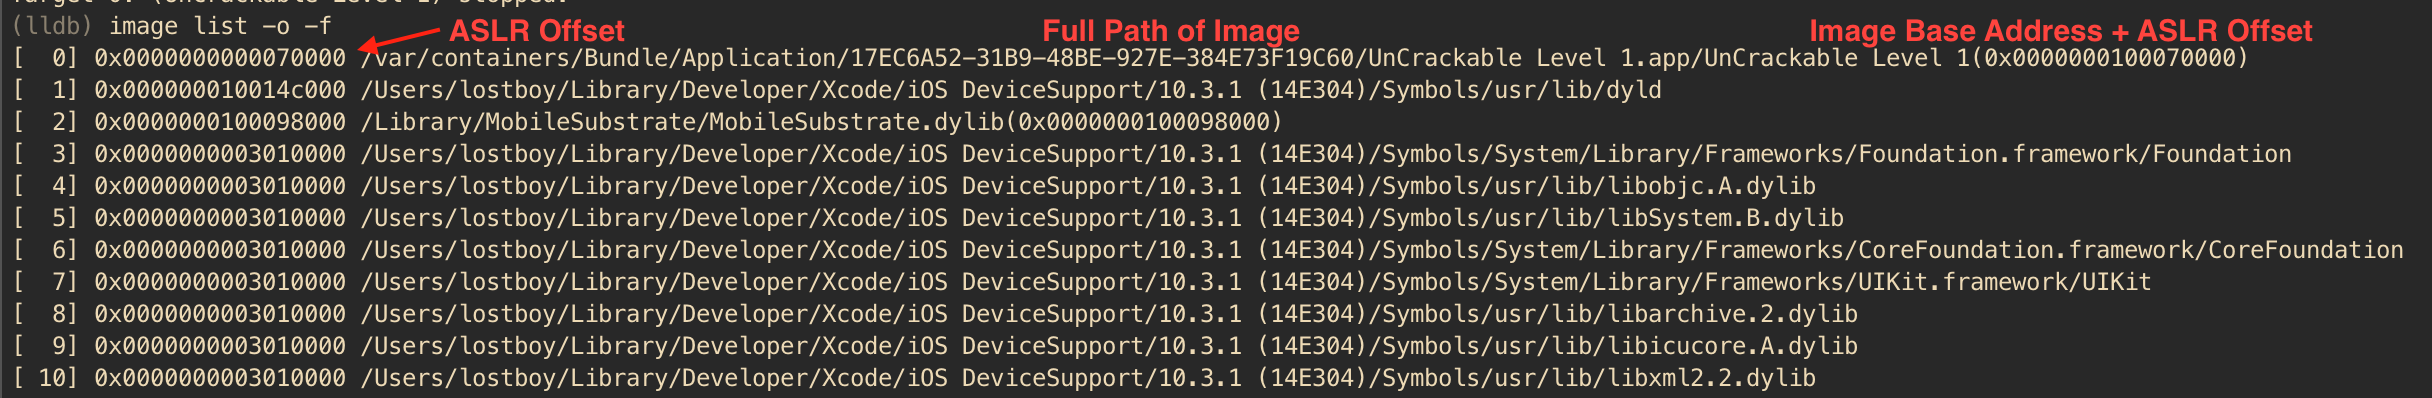 (lldb) image list -o -f
ASLR Offset
Full Path of Image
Image Base Address + ASLR Offset
[  0] 0x0000000000070000 /var/containers/Bundle/Application/17EC6A52-31B9-48BE-927E-384E73F19C60/UnCrackable Level 1.app/UnCrackable Level 1(0x0000000100070000)
[  1] 0x000000010014c000 /Users/lostboy/Library/Developer/Xcode/iOS DeviceSupport/10.3.1 (14E304)/Symbols/usr/lib/dyld
[  2] 0x0000000100098000 /Library/MobileSubstrate/MobileSubstrate.dylib(0x0000000100098000)
[  3] 0x0000000003010000 /Users/lostboy/Library/Developer/Xcode/iOS DeviceSupport/10.3.1 (14E304)/Symbols/System/Library/Frameworks/Foundation.framework/Foundation
[  4] 0x0000000003010000 /Users/lostboy/Library/Developer/Xcode/iOS DeviceSupport/10.3.1 (14E304)/Symbols/usr/lib/libobjc.A.dylib
[  5] 0x0000000003010000 /Users/lostboy/Library/Developer/Xcode/iOS DeviceSupport/10.3.1 (14E304)/Symbols/usr/lib/libSystem.B.dylib
[  6] 0x0000000003010000 /Users/lostboy/Library/Developer/Xcode/iOS DeviceSupport/10.3.1 (14E304)/Symbols/System/Library/Frameworks/CoreFoundation.framework/CoreFoundation
[  7] 0x0000000003010000 /Users/lostboy/Library/Developer/Xcode/iOS DeviceSupport/10.3.1 (14E304)/Symbols/System/Library/Frameworks/UIKit.framework/UIKit
[  8] 0x0000000003010000 /Users/lostboy/Library/Developer/Xcode/iOS DeviceSupport/10.3.1 (14E304)/Symbols/usr/lib/libarchive.2.dylib
[  9] 0x0000000003010000 /Users/lostboy/Library/Developer/Xcode/iOS DeviceSupport/10.3.1 (14E304)/Symbols/usr/lib/libicucore.A.dylib
[ 10] 0x0000000003010000 /Users/lostboy/Library/Developer/Xcode/iOS DeviceSupport/10.3.1 (14E304)/Symbols/usr/lib/libxml2.2.dylib